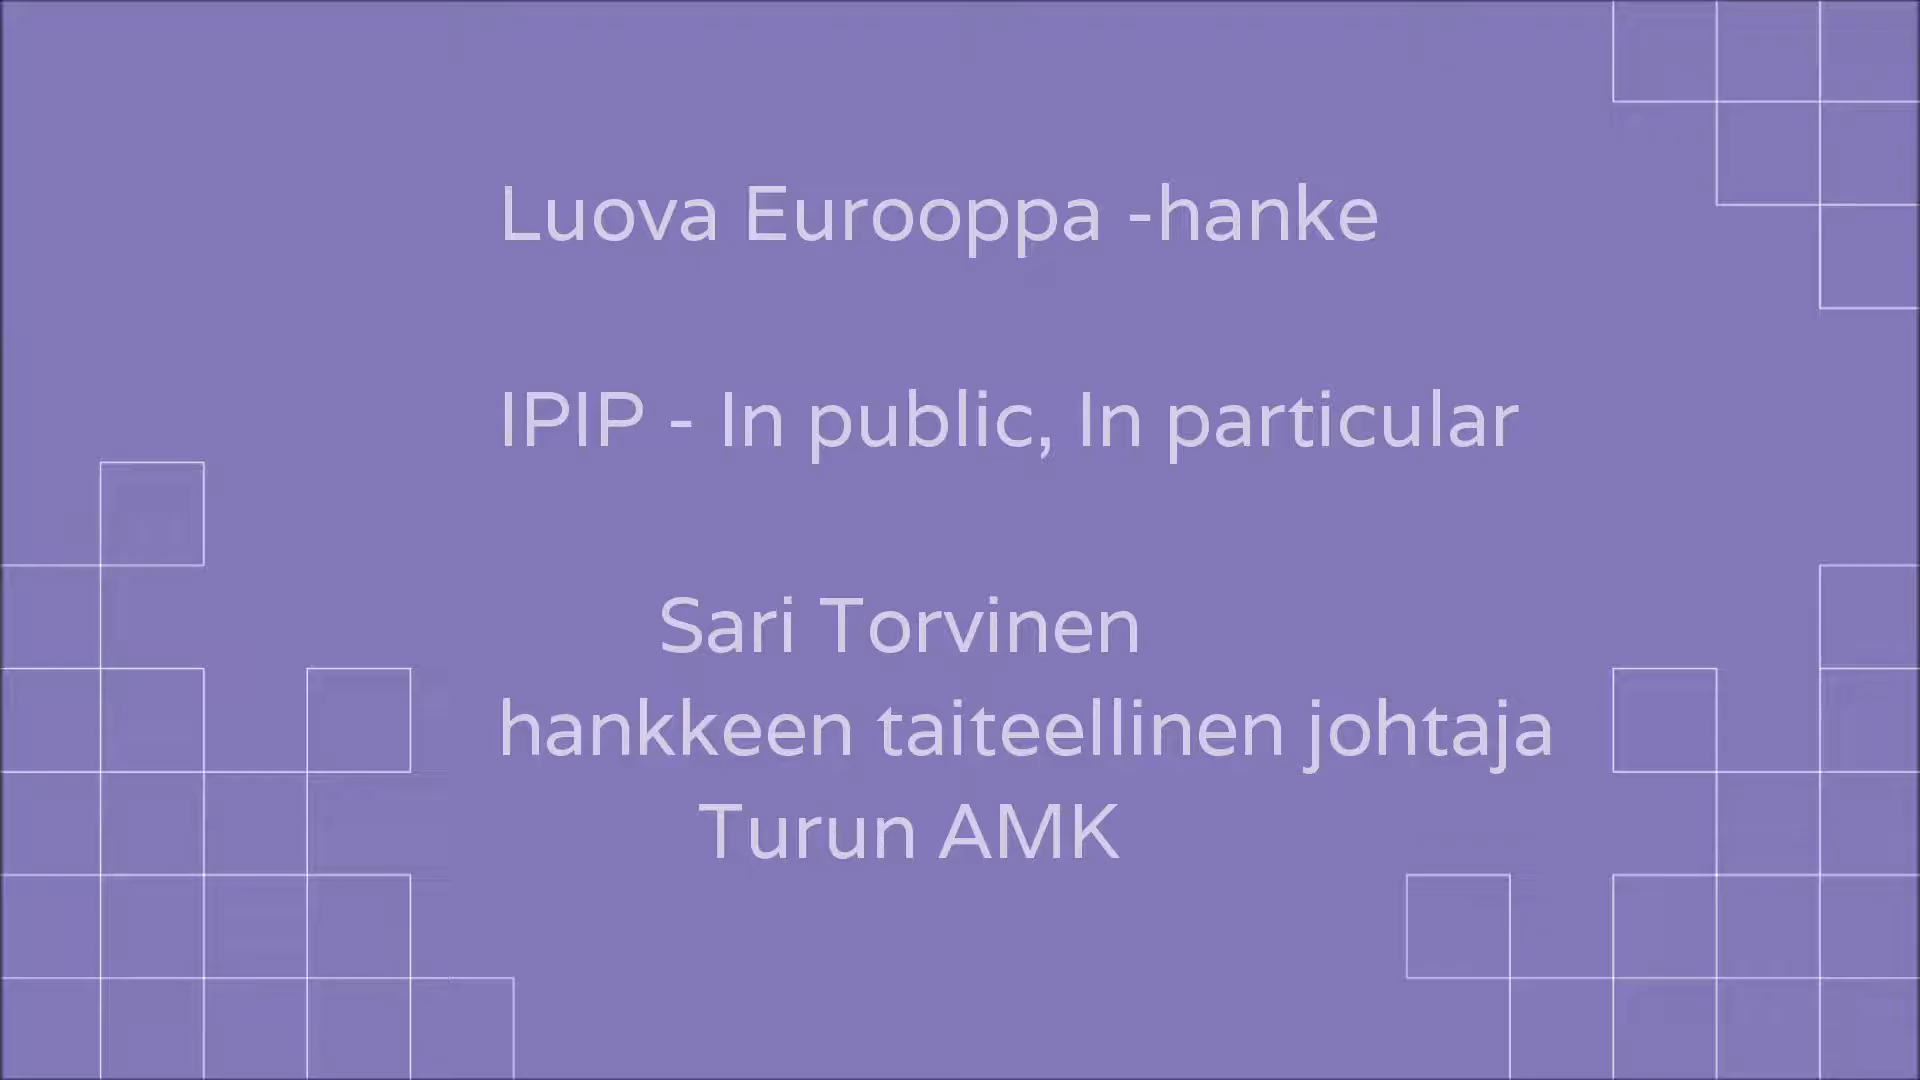 Luova Eurooppa -hanke
IPIP - In public, In particular
Sari Torvinen
hankkeen taiteellinen johtaja
Turun AMK